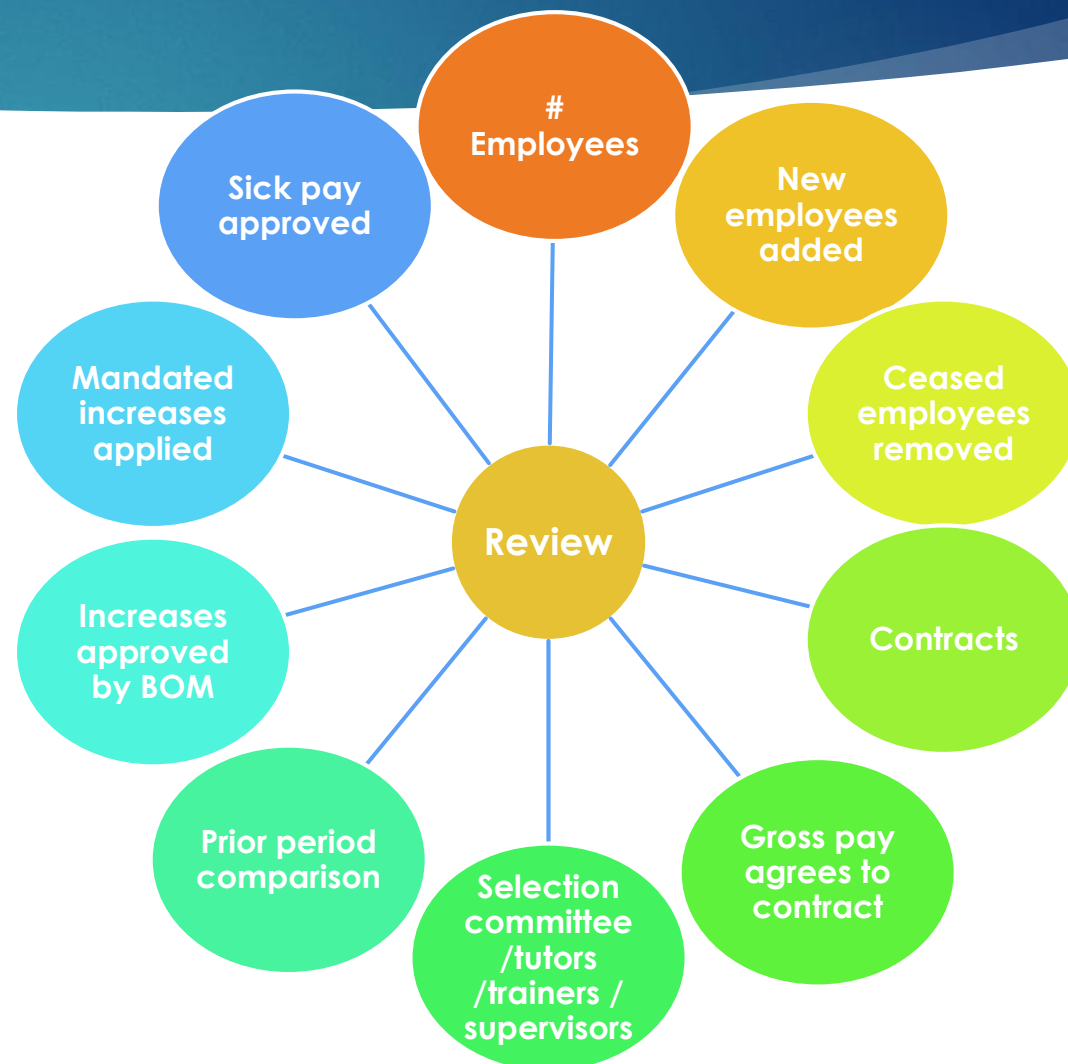 #
Employees
New
employees
added
Ceased
employees
removed
Contracts
Gross pay
agrees to
contract
Selection
committee
/tutors
/trainers /
supervisors
Prior period
comparison
Increases
approved
by BOM
Mandated
increases
applied
Sick pay
approved
Review